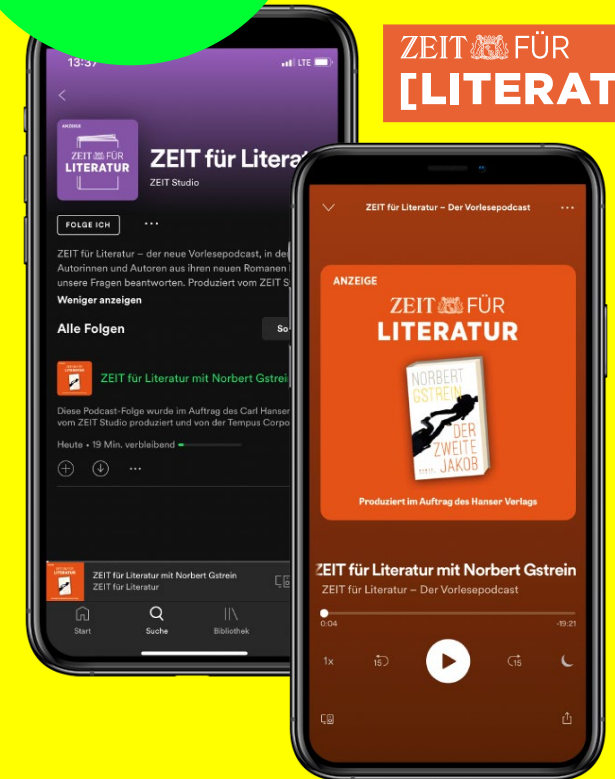 ZEIT FÜR
[LITERAT
13:37
LTE
ANZEIGE
ZEIT FÜR
LITERATUR
ZEIT für Litera
ZEIT Studio
FOLGE ICH
ZEIT für Literatur – der neue Vorlesepodcast, in de
Autorinnen und Autoren aus ihren neuen Romanen
unsere Fragen beantworten. Produziert vom ZEIT S
Weniger anzeigen
Alle Folgen
So
ZEIT für Literatur mit Norbert Gstrei
Diese Podcast-Folge wurde im Auftrag des Carl Hanser
vom ZEIT Studio produziert und von der Tempus Corpo
Heute • 19 Min. verbleibend
ZEIT für Literatur mit Norbert Gstrein
ZEIT für Literatur
Start
Suche
Bibliothek
ZEIT für Literatur – Der Vorlesepodcast
ANZEIGE
ZEIT FÜR
LITERATUR
NORBERT
GSTREIN
DER
ZWEITE
JAKOB
ROMAN
HANSER
Produziert im Auftrag des Hanser Verlags
ZEIT für Literatur mit Norbert Gstrein
ZEIT für Literatur – Der Vorlesepodcast
0:04
-19:21
1x
15
15